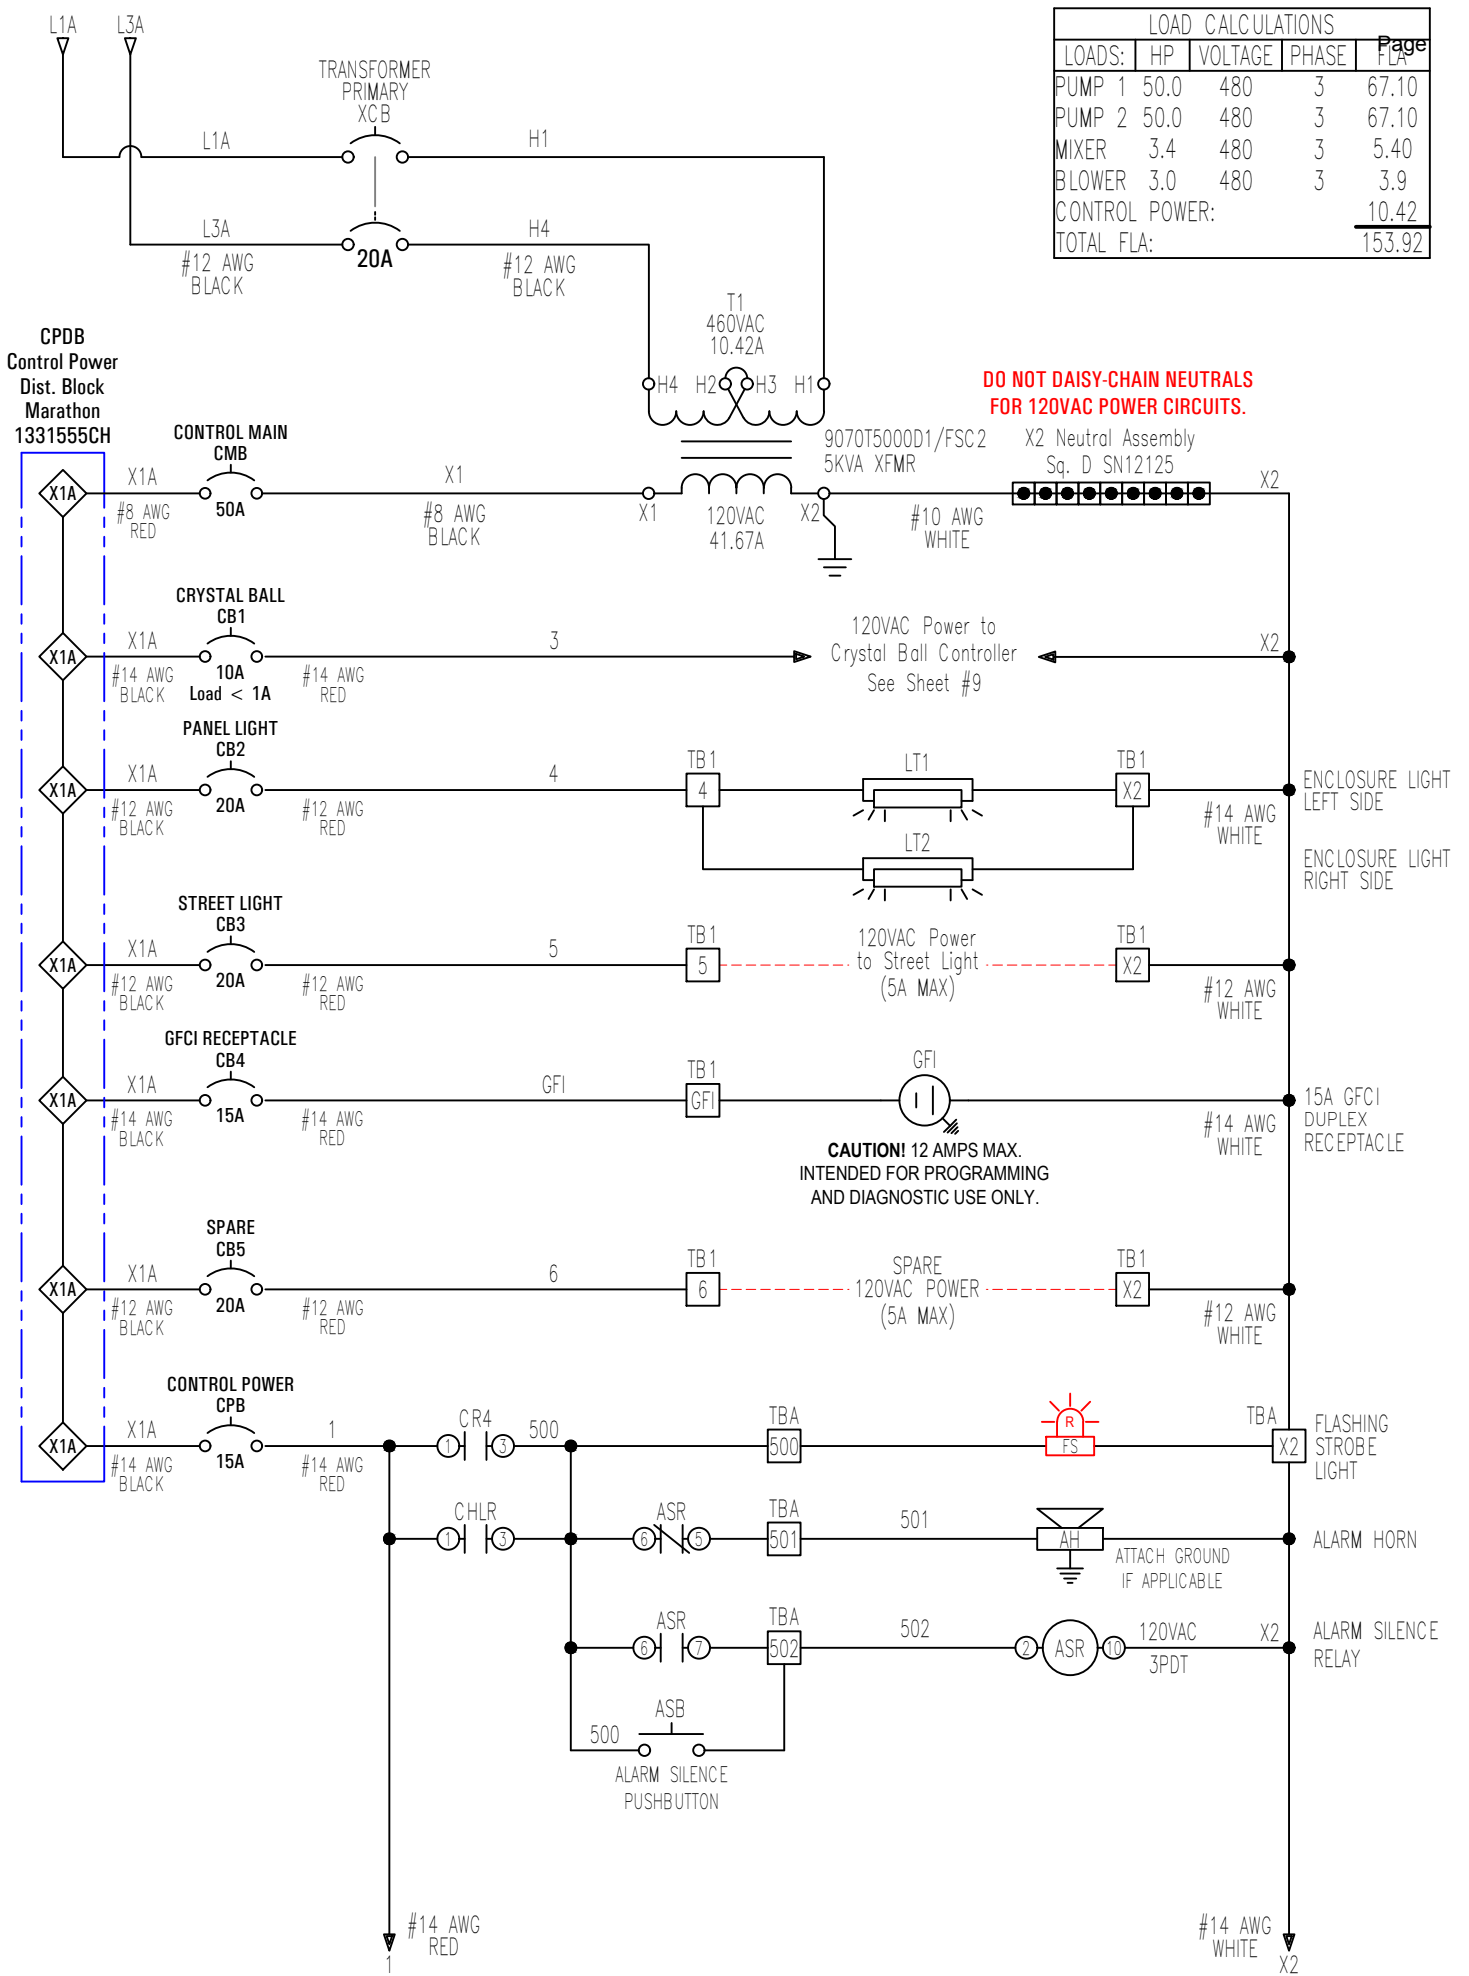 L1A L3A
TRANSFORMER
PRIMARY
XCB
L1A H1
L3A H4
20A
#12 AWG
BLACK
#12 AWG
BLACK
LOAD CALCULATIONS
Page
LOADS: HP VOLTAGE PHASE FLA
PUMP 1 50.0 480 3 67.10
PUMP 2 50.0 480 3 67.10
MIXER 3.4 480 3 5.40
BLOWER 3.0 480 3 3.9
CONTROL POWER: 10.42
TOTAL FLA: 153.92
T1
460VAC
10.42A
H4 H2 H3 H1
CPDB
Control Power
Dist. Block
Marathon
1331555CH
DO NOT DAISY-CHAIN NEUTRALS
FOR 120VAC POWER CIRCUITS.
9070T5000D1/FSC2
5KVA XFMR
X2 Neutral Assembly
Sq. D SN12125
CONTROL MAIN
CMB
X1A X1A X1 X2
50A
#8 AWG
RED
#8 AWG
BLACK
X1 120VAC X2
41.67A
#10 AWG
WHITE
CRYSTAL BALL
CB1
X1A X1A 3 X2
10A
Load < 1A
#14 AWG
BLACK
#14 AWG
RED
120VAC Power to
Crystal Ball Controller
See Sheet #9
PANEL LIGHT
CB2
X1A X1A 4
20A
#12 AWG
BLACK
#12 AWG
RED
TB1
4
LT1
TB1
X2
#14 AWG
WHITE
ENCLOSURE LIGHT
LEFT SIDE
LT2
ENCLOSURE LIGHT
RIGHT SIDE
STREET LIGHT
CB3
X1A X1A 5
20A
#12 AWG
BLACK
#12 AWG
RED
TB1
5
120VAC Power
to Street Light
(5A MAX)
TB1
X2
#12 AWG
WHITE
GFCI RECEPTACLE
CB4
X1A X1A GFI
15A
#14 AWG
BLACK
#14 AWG
RED
TB1
GFI
GFI
CAUTION! 12 AMPS MAX.
INTENDED FOR PROGRAMMING
AND DIAGNOSTIC USE ONLY.
#14 AWG
WHITE
15A GFCI
DUPLEX
RECEPTACLE
SPARE
CB5
X1A X1A 6
20A
#12 AWG
BLACK
#12 AWG
RED
TB1
6
SPARE
120VAC POWER
(5A MAX)
TB1
X2
#12 AWG
WHITE
CONTROL POWER
CPB
X1A X1A 1
15A
#14 AWG
BLACK
#14 AWG
RED
CR4
1 3
500
TBA
500
R
FS
TBA
X2
FLASHING
STROBE
LIGHT
CHLR
1 3
ASR
6 5
TBA
501
501
AH
ATTACH GROUND
IF APPLICABLE
ALARM HORN
ASR
6 7
TBA
502
502
2 ASR 10
120VAC
3PDT
X2
ALARM SILENCE
RELAY
500
ASB
ALARM SILENCE
PUSHBUTTON
#14 AWG
RED
1
#14 AWG
WHITE
X2